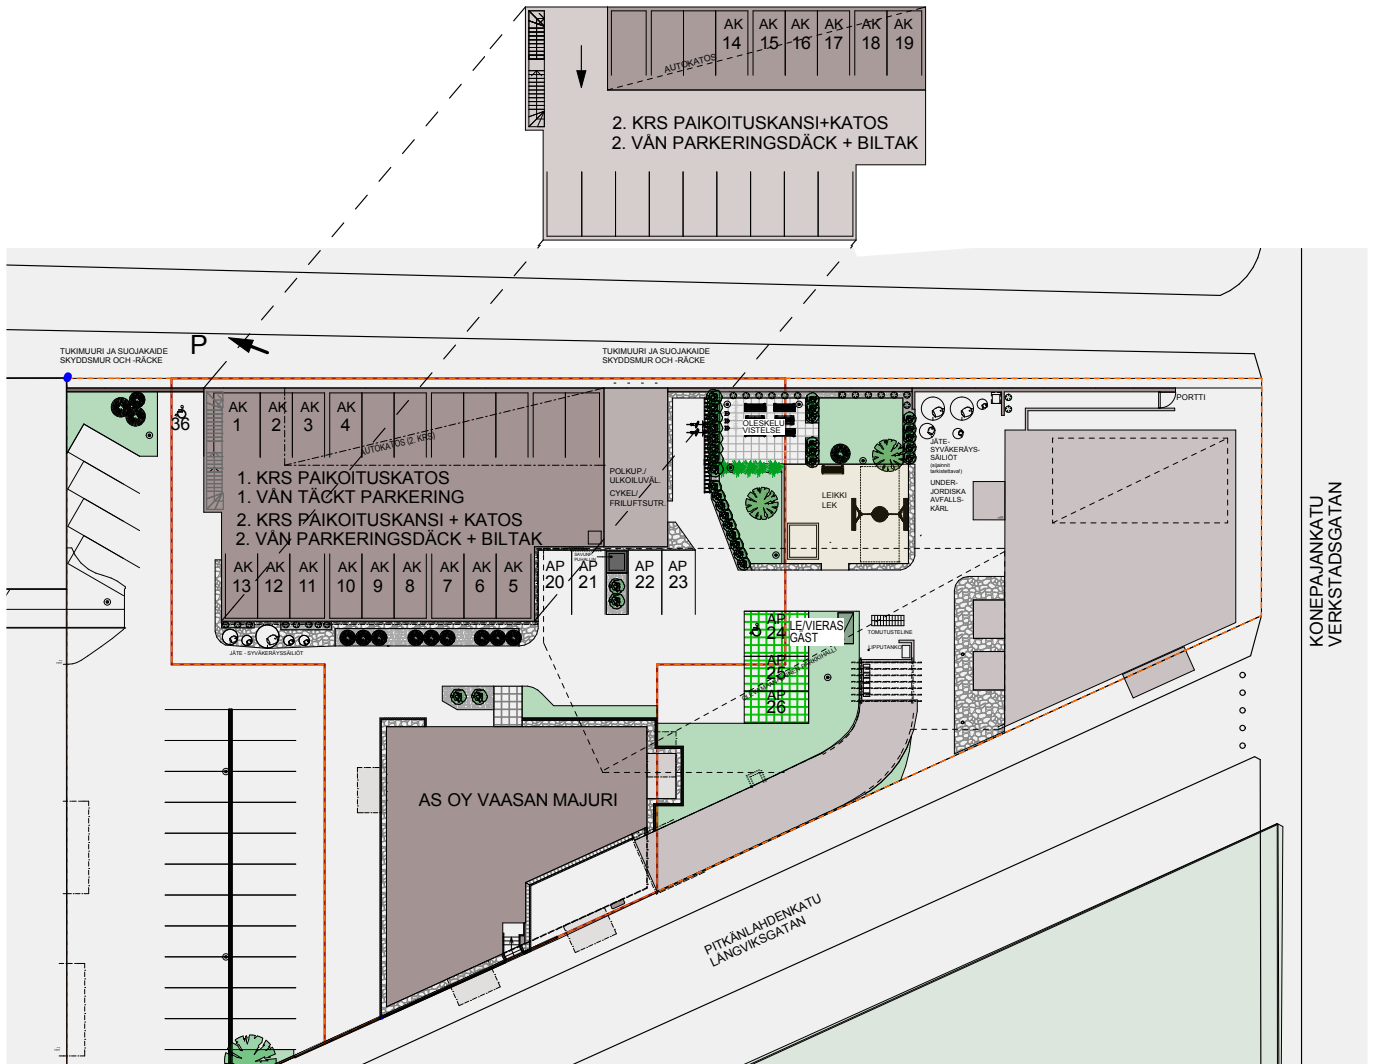 AK 14
AK 15
AK 16
AK 17
AK 18
AK 19
AUTOKATOS
2. KRS PAIKOITUSKANSI+KATOS
2. VÅN PARKERINGSDÄCK + BILTAK
P
TUKIMUURI JA SUOJAKAIDE
SKYDDSMUR OCH -RÄCKE
TUKIMUURI JA SUOJAKAIDE
SKYDDSMUR OCH -RÄCKE
36
AK 1
AK 2
AK 3
AK 4
AUTOKATOS (2. KRS)
1. KRS PAIKOITUSKATOS
1. VÅN TÄCKT PARKERING
2. KRS PAIKOITUSKANSI + KATOS
2. VÅN PARKERINGSDÄCK + BILTAK
POLKUP./
ULKOILUVÄL.
CYKEL/
FRILUFTSUTR.
OLESKELU
VISTELSE
LEIKKI
LEK
PORTTI
JÄTE-
SYVÄKERÄYS-
SÄILIÖT
(sijainnit
tarkistettava!)
UNDER-
JORDISKA
AVFALLS-
KÄRL
AK 13
AK 12
AK 11
AK 10
AK 9
AK 8
AK 7
AK 6
AK 5
AP 20
AP 21
AP 22
AP 23
JÄTE - SYVÄKERÄYSSÄILIÖT
AP 24
LE/VIERAS
GÄST
AP 25
AP 26
TOMUTUSTELINE
LIPPUTANKO
AS OY VAASAN MAJURI
PITKÄNLAHDENKATU
LÅNGVIKSGATAN
KONEPAJANKATU
VERKSTADSGATAN